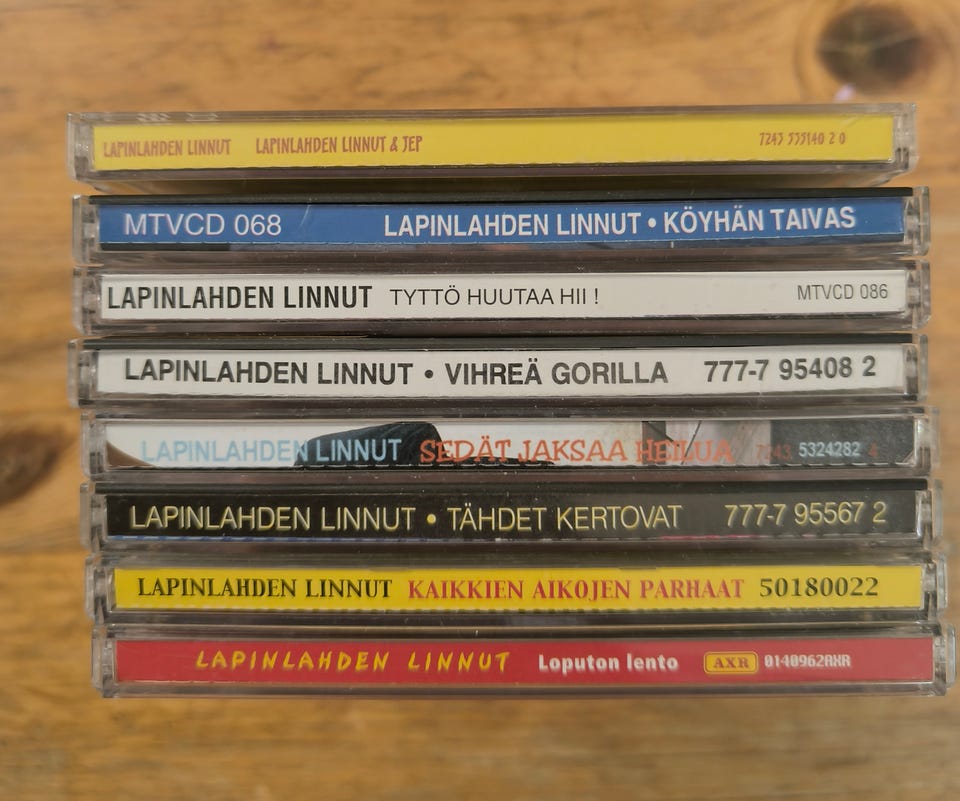 LAPINLAHDEN LINNUT LAPINLAHDEN LINNUT & JEP 7243 533140 2 0
MTVCD 068 LAPINLAHDEN LINNUT • KÖYHÄN TAIVAS
LAPINLAHDEN LINNUT TYTTÖ HUUTAA HII ! MTVCD 086
LAPINLAHDEN LINNUT • VIHREÄ GORILLA 777-7 95408 2
LAPINLAHDEN LINNUT SEDÄT JAKSAA HEILUA 7243 5324282 4
LAPINLAHDEN LINNUT • TÄHDET KERTOVAT 777-7 95567 2
LAPINLAHDEN LINNUT KAIKKIEN AIKOJEN PARHAAT 50180022
LAPINLAHDEN LINNUT Loputon lento AXR 0140962AXR